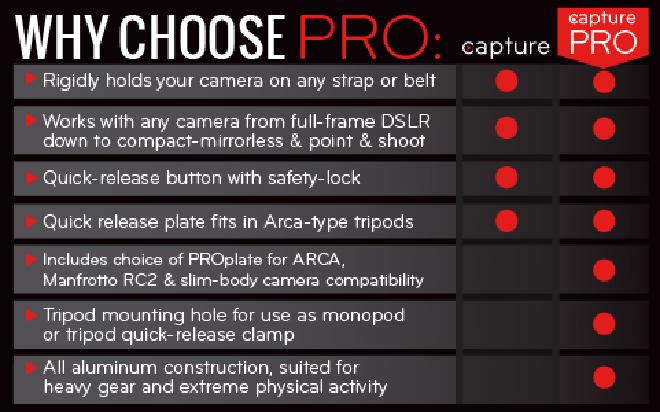 WHY CHOOSE PRO:
capture
capture
PRO
Rigidly holds your camera on any strap or belt
Works with any camera from full-frame DSLR
down to compact-mirrorless & point & shoot
Quick-release button with safety-lock
Quick release plate fits in Arca-type tripods
Includes choice of PROplate for ARCA,
Manfrotto RC2 & slim-body camera compatibility
Tripod mounting hole for use as monopod
or tripod quick-release clamp
All aluminum construction, suited for
heavy gear and extreme physical activity